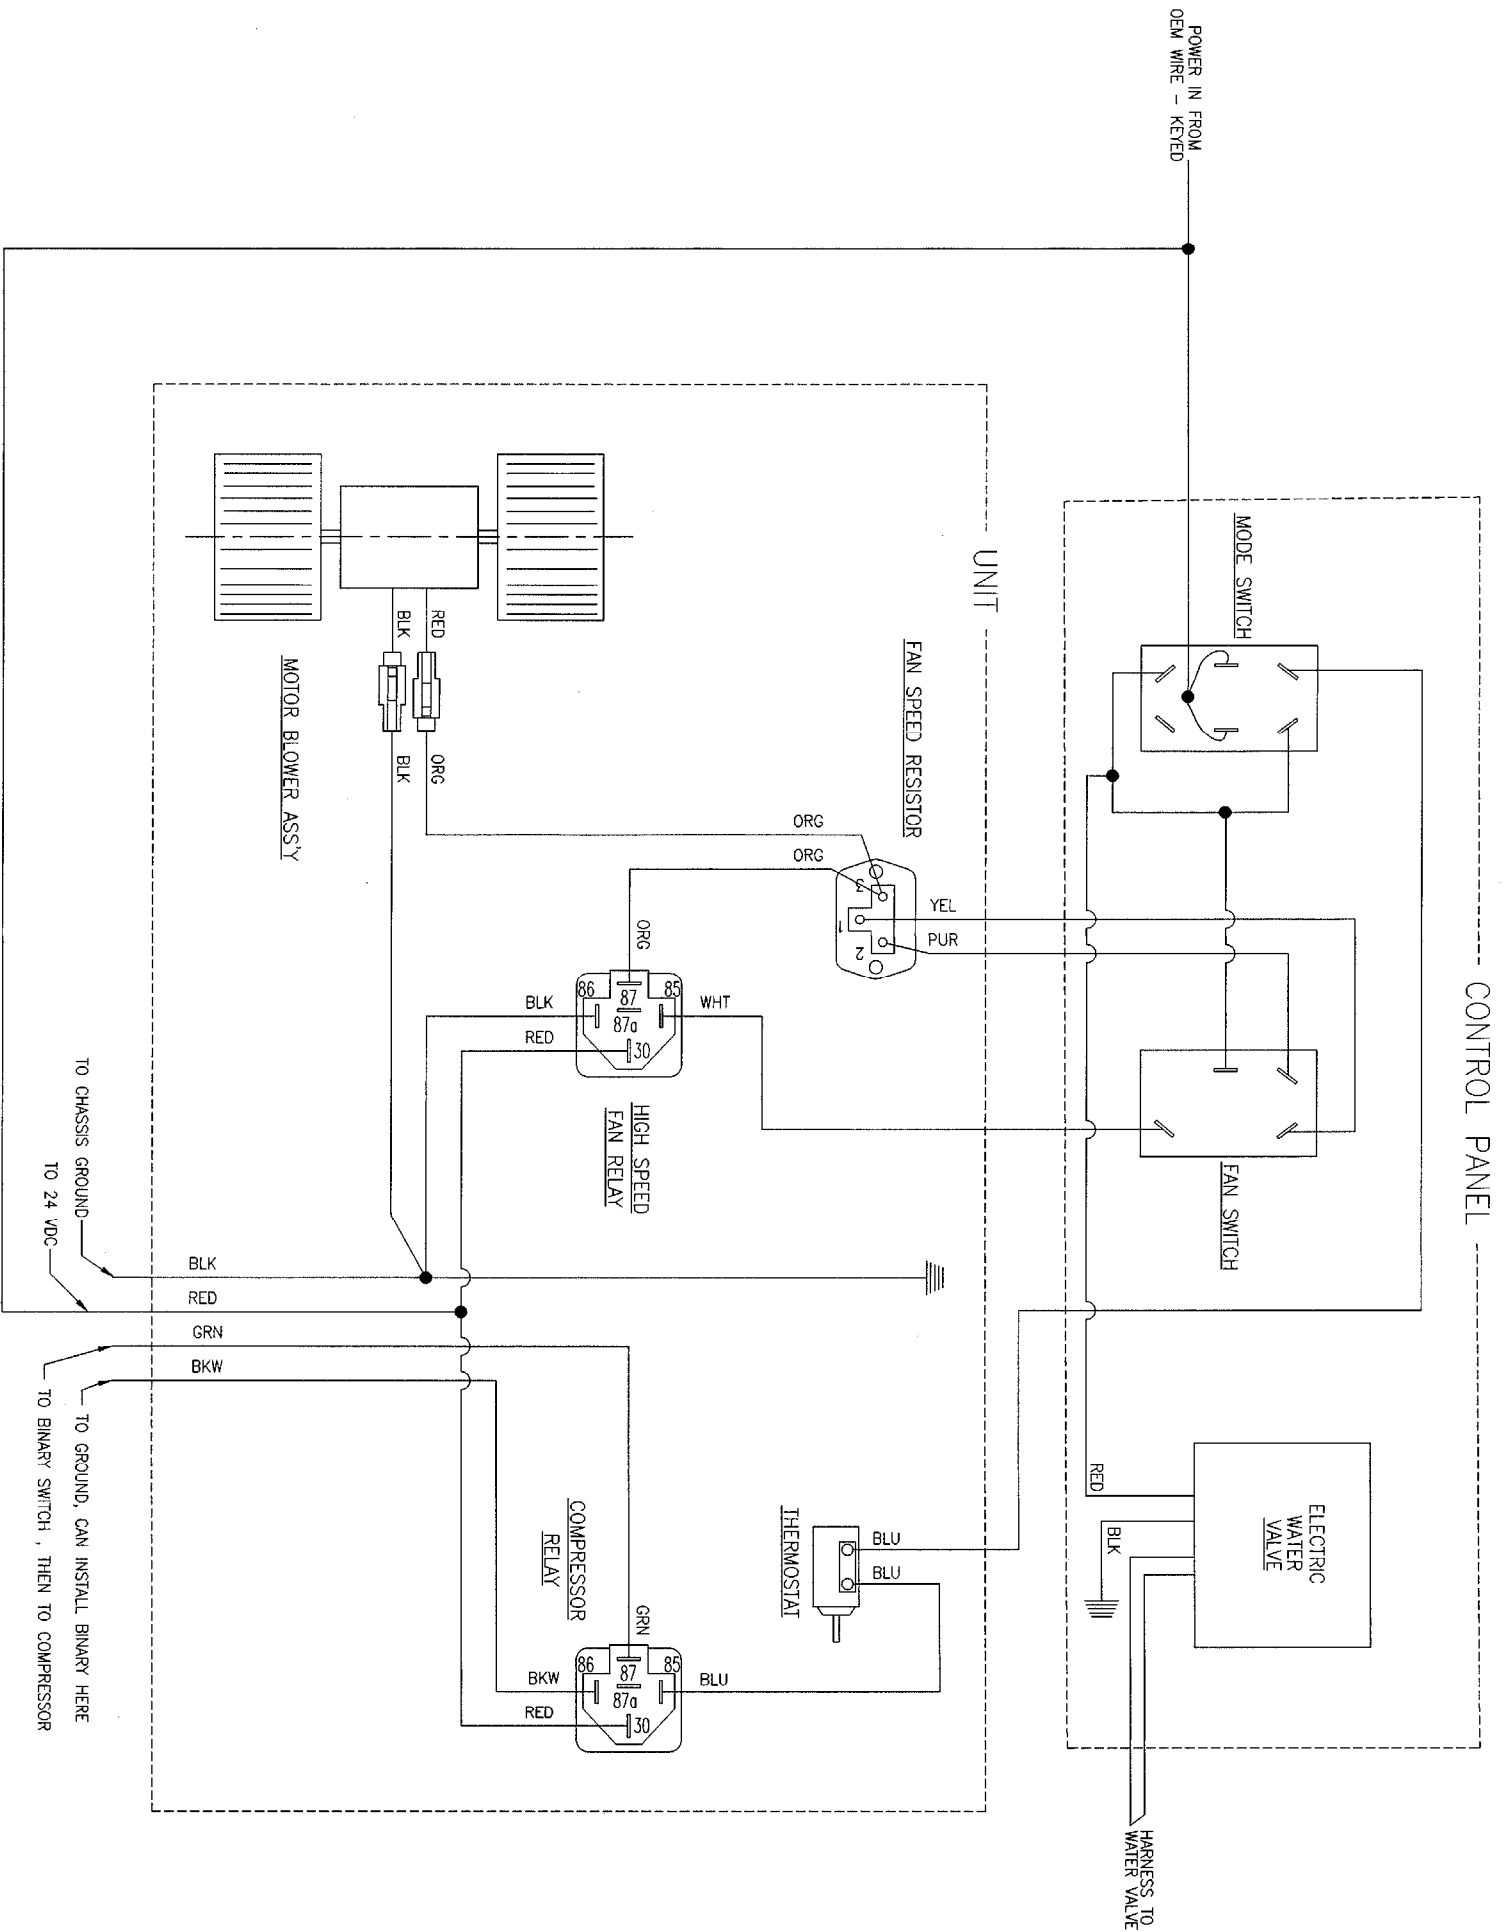 POWER IN FROM
OEM WIRE - KEYED
CONTROL PANEL
MODE SWITCH
FAN SWITCH
ELECTRIC
WATER
VALVE
RED
BLK
HARNESS TO
WATER VALVE
UNIT
FAN SPEED RESISTOR
3
1
2
YEL
PUR
ORG
ORG
ORG
RED
BLK
ORG
BLK
MOTOR BLOWER ASS'Y
86
87
85
87a
30
BLK
RED
WHT
HIGH SPEED
FAN RELAY
THERMOSTAT
BLU
BLU
COMPRESSOR
RELAY
GRN
86
87
85
87a
30
BKW
RED
BLU
BLK
RED
GRN
BKW
TO CHASSIS GROUND
TO 24 VDC
TO GROUND, CAN INSTALL BINARY HERE
TO BINARY SWITCH , THEN TO COMPRESSOR